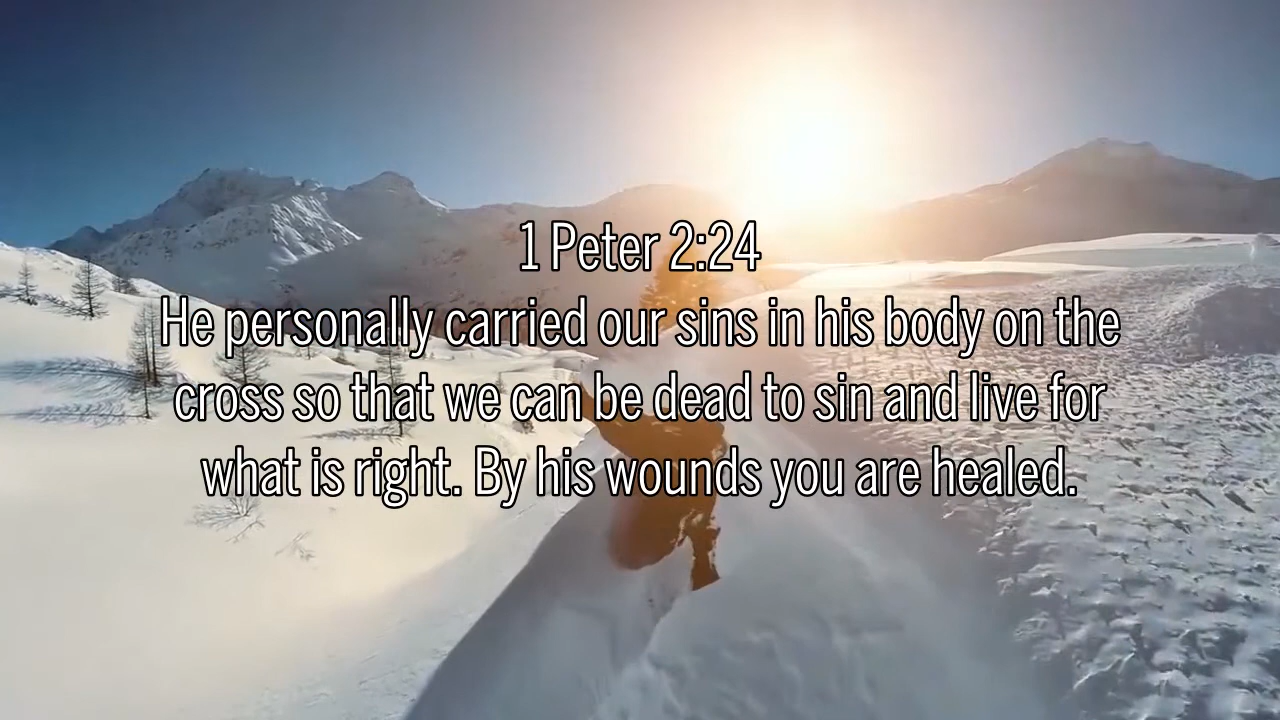 1 Peter 2:24
He personally carried our sins in his body on the
cross so that we can be dead to sin and live for
what is right. By his wounds you are healed.